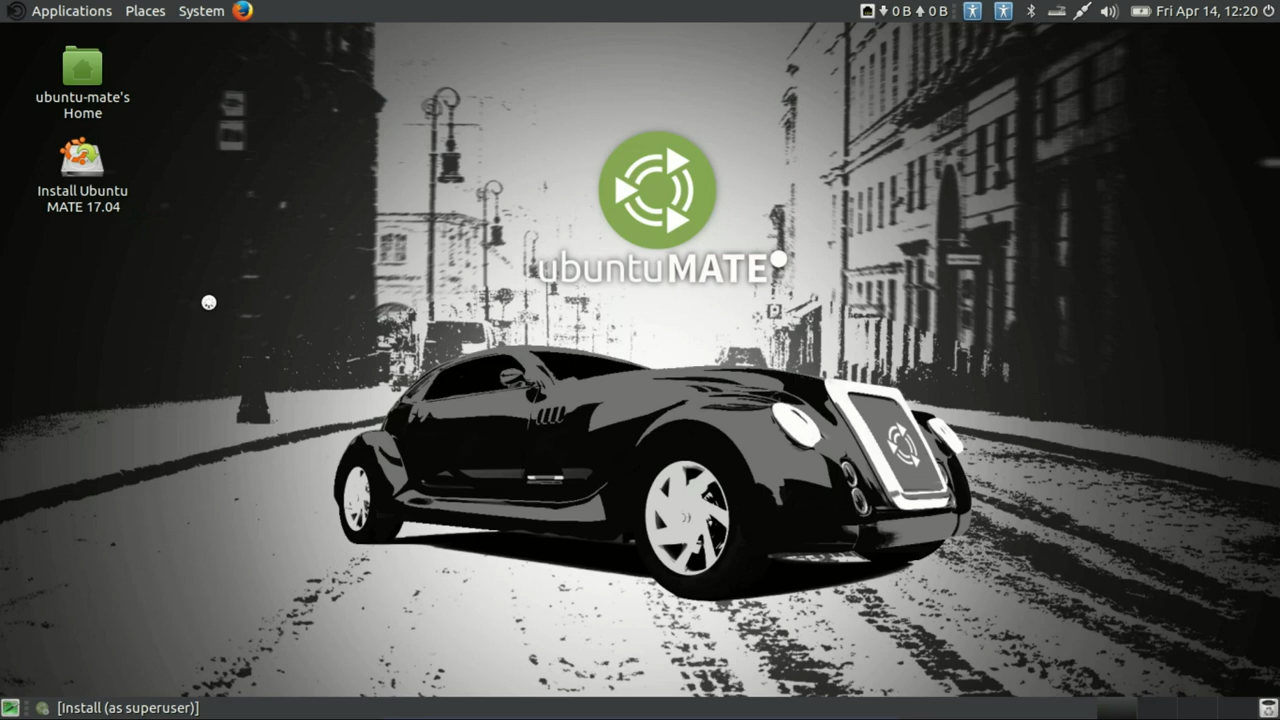 Applications Places System
0 B 0 B
Fri Apr 14, 12:20
ubuntu-mate's
Home
Install Ubuntu
MATE 17.04
ubuntuMATE
P
[Install (as superuser)]